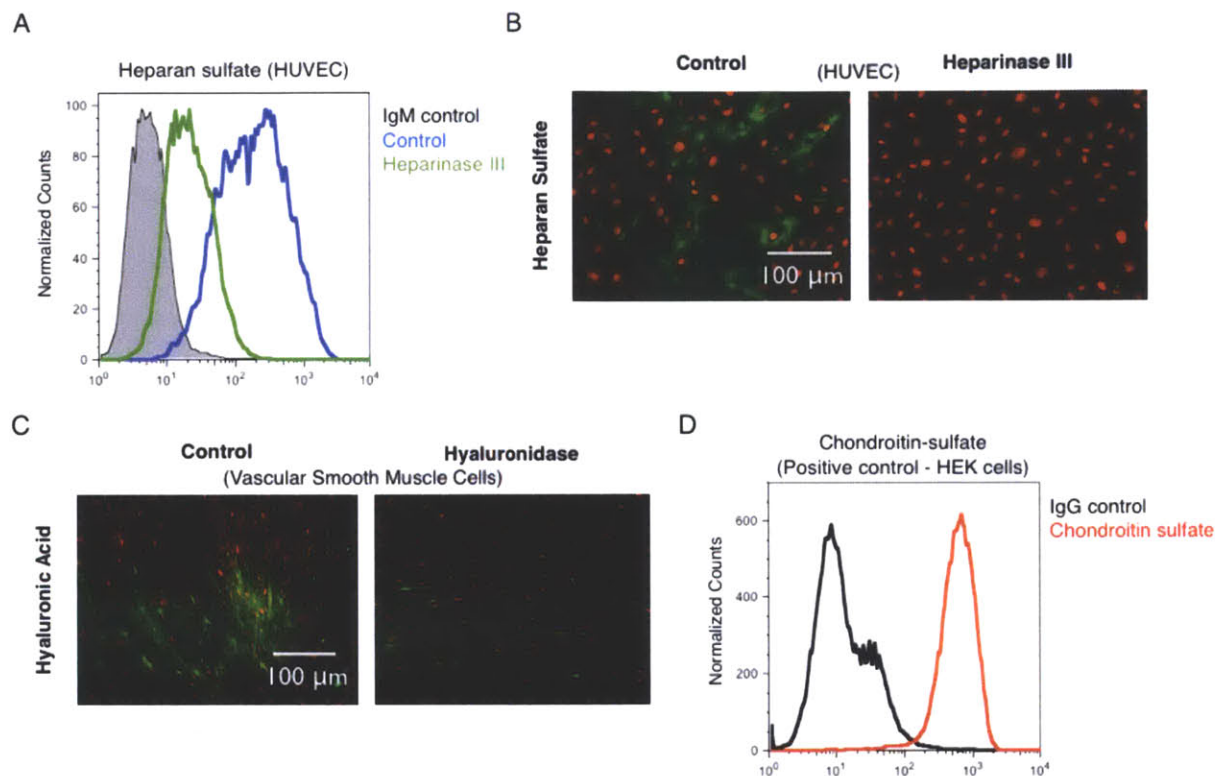 A
Heparan sulfate (HUVEC)
Normalized Counts
100
80
60
40
20
0
10^0 10^1 10^2 10^3 10^4
IgM control
Control
Heparinase III
B
Control (HUVEC) Heparinase III
Heparan Sulfate
100 μm
C
Control Hyaluronidase
(Vascular Smooth Muscle Cells)
Hyaluronic Acid
100 μm
D
Chondroitin-sulfate
(Positive control - HEK cells)
Normalized Counts
600
400
200
0
10^0 10^1 10^2 10^3 10^4
IgG control
Chondroitin sulfate